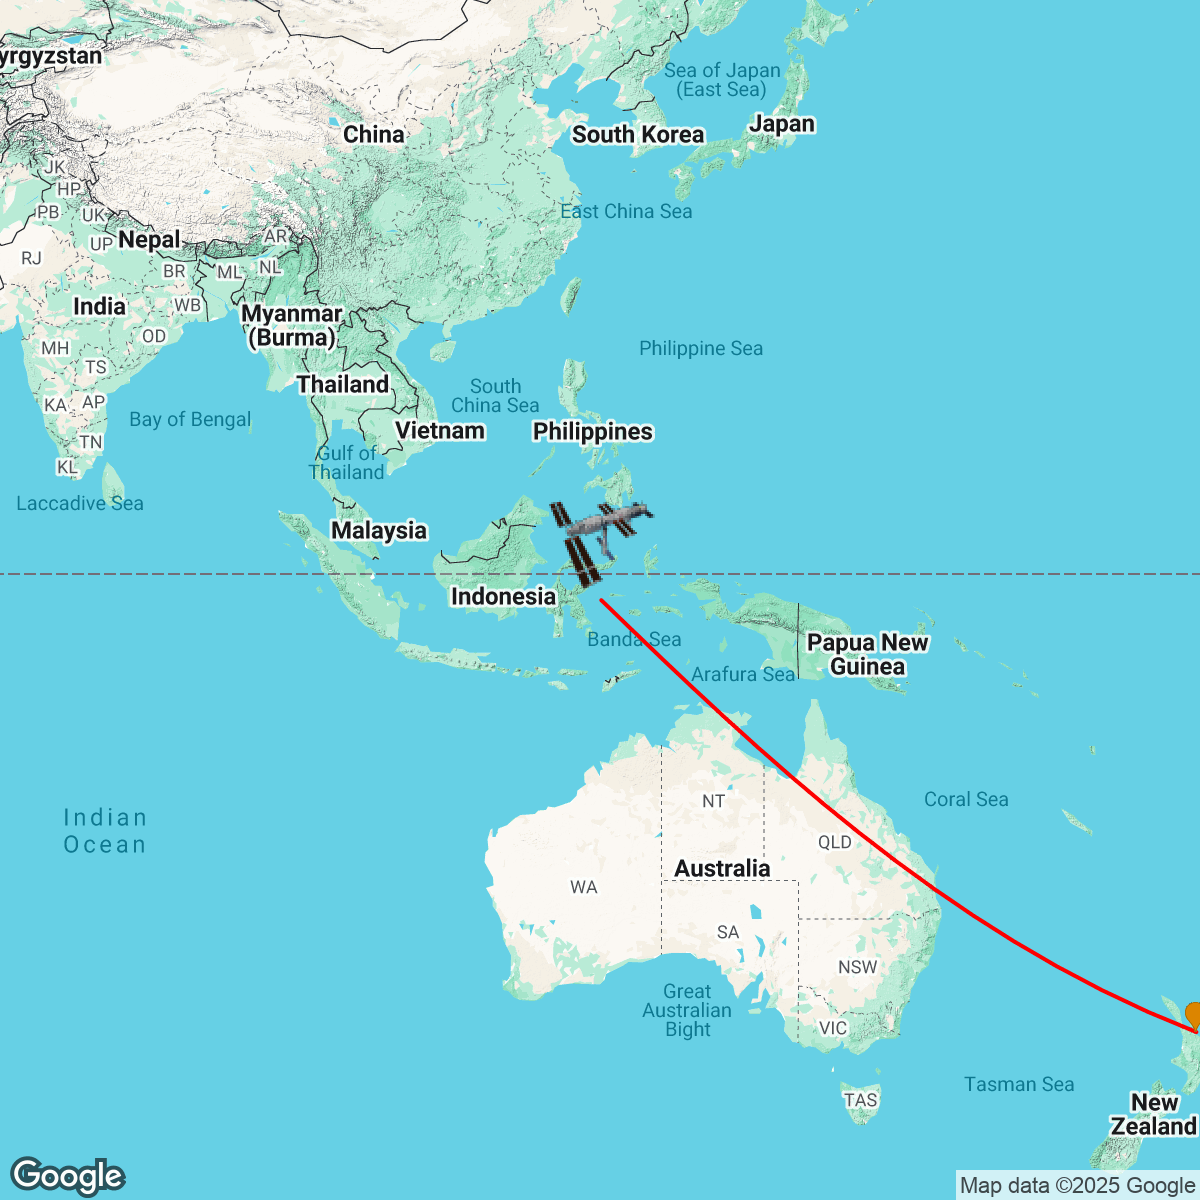 yrgyzstan
Sea of Japan
(East Sea)
China
South Korea
Japan
JK
HP
PB
UK
East China Sea
UP
Nepal
AR
RJ
BR
ML
NL
India
WB
Myanmar
(Burma)
OD
MH
Philippine Sea
TS
Thailand
South
China Sea
KA
AP
Bay of Bengal
Vietnam
Philippines
TN
Gulf of
Thailand
KL
Laccadive Sea
Malaysia
Indonesia
Banda Sea
Papua New
Guinea
Arafura Sea
Indian
Ocean
NT
Coral Sea
QLD
Australia
WA
SA
NSW
Great
Australian
Bight
VIC
Tasman Sea
TAS
New
Zealand
Google
Map data ©2025 Google